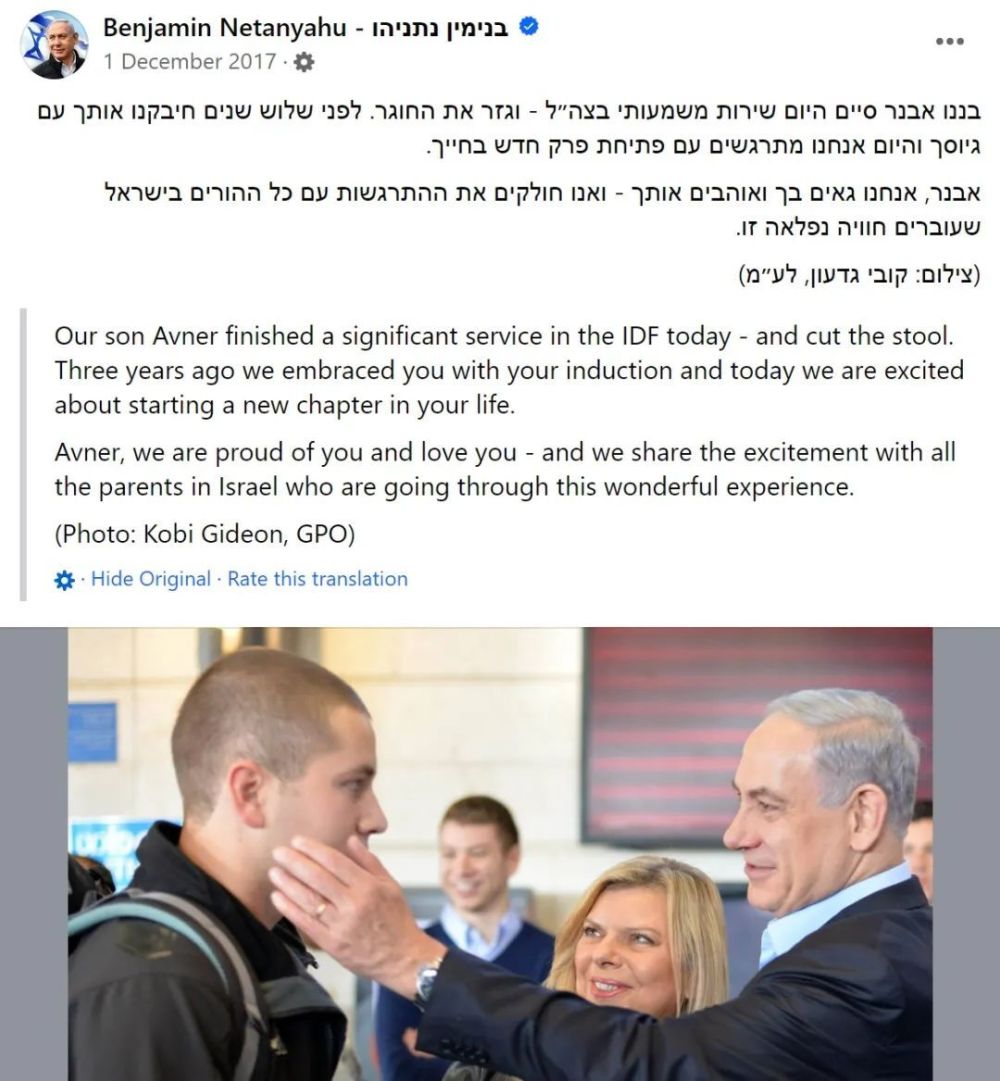 Benjamin Netanyahu - בנימין נתניהו
1 December 2017
בננו אבנר סיים היום שירות משמעותי בצה״ל - וגזר את החוגר. לפני שלוש שנים חיבקנו אותך עם
גיוסך והיום אנחנו מתרגשים עם פתיחת פרק חדש בחייך.
אבנר, אנחנו גאים בך ואוהבים אותך - ואנו חולקים את ההתרגשות עם כל ההורים בישראל
שעוברים חוויה נפלאה זו.
(צילום: קובי גדעון, לע״מ)
Our son Avner finished a significant service in the IDF today - and cut the stool.
Three years ago we embraced you with your induction and today we are excited
about starting a new chapter in your life.
Avner, we are proud of you and love you - and we share the excitement with all
the parents in Israel who are going through this wonderful experience.
(Photo: Kobi Gideon, GPO)
· Hide Original · Rate this translation